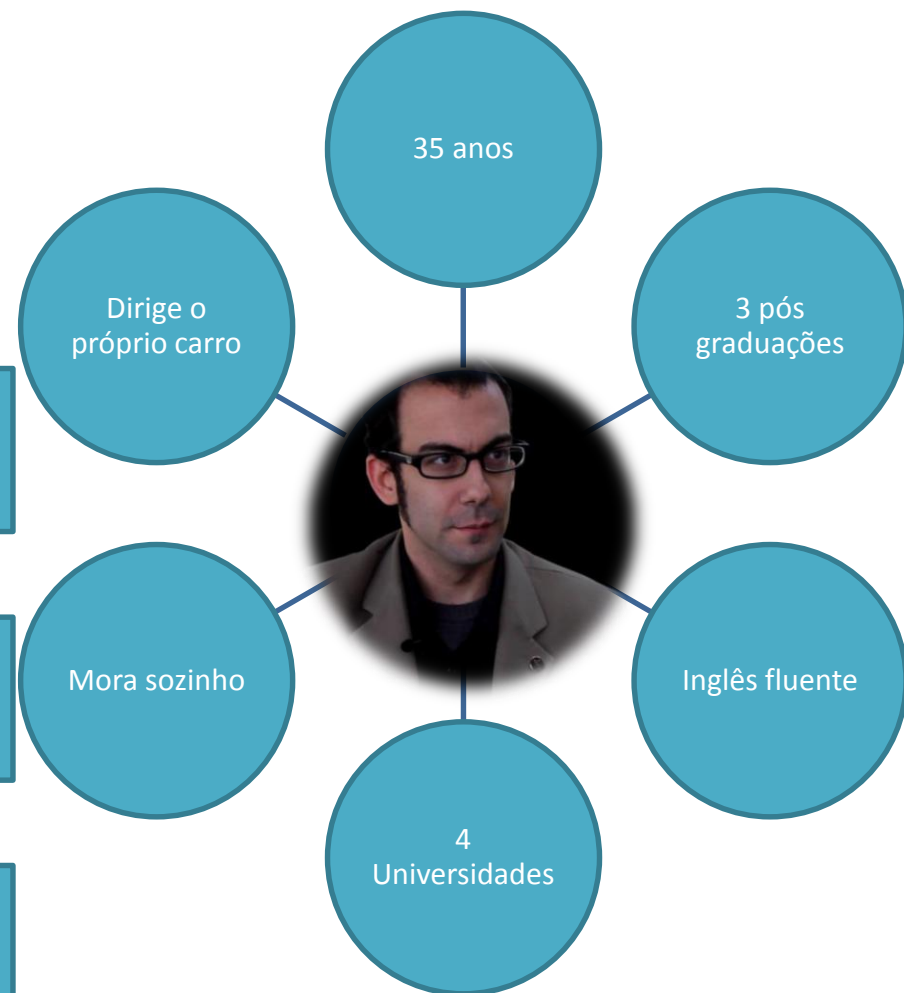 35 anos
3 pós
graduações
Inglês fluente
4
Universidades
Mora sozinho
Dirige o
próprio carro